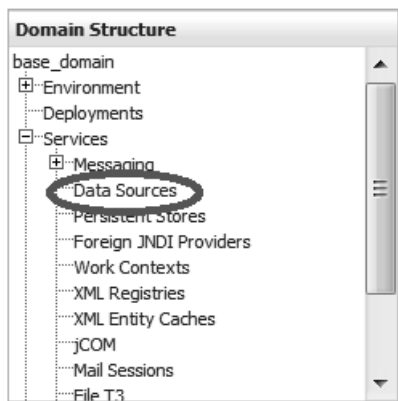 Domain Structure
base_domain
Environment
Deployments
Services
Messaging
Data Sources
Persistent Stores
Foreign JNDI Providers
Work Contexts
XML Registries
XML Entity Caches
jCOM
Mail Sessions
File T3